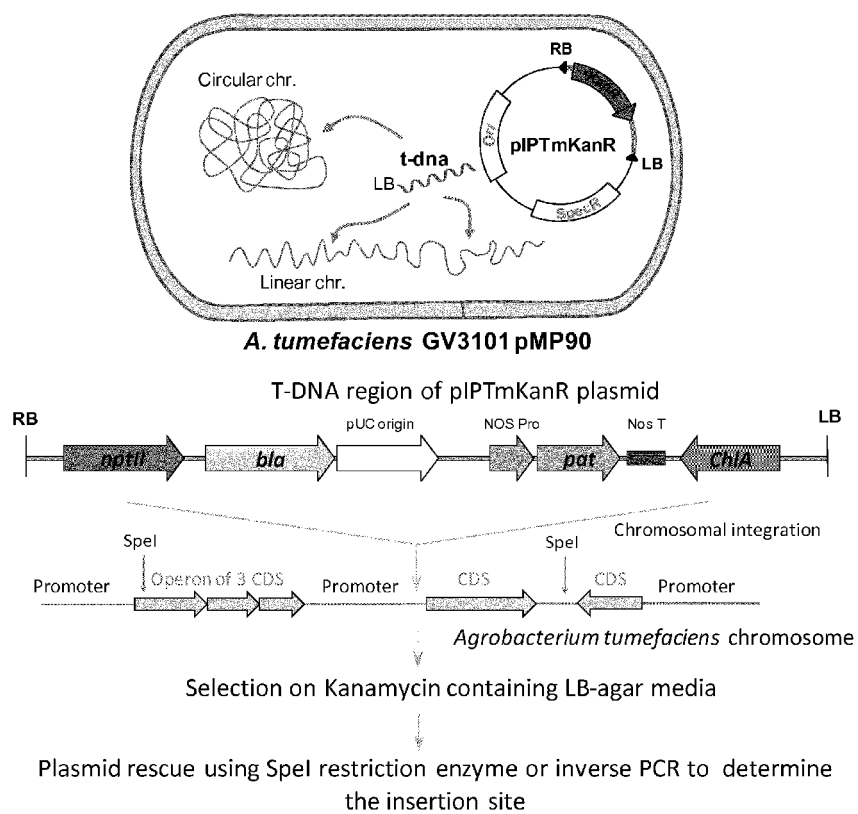 RB
Circular chr.
Ori
pIPTmKanR
t-dna
LB
LB
SpecR
Linear chr.
A. tumefaciens GV3101 pMP90
T-DNA region of pIPTmKanR plasmid
RB
pUC origin
NOS Pro
Nos T
LB
nptII
bla
pat
ChlA
Chromosomal integration
SpeI
SpeI
Promoter
Operon of 3 CDS
Promoter
CDS
CDS
Promoter
Agrobacterium tumefaciens chromosome
Selection on Kanamycin containing LB-agar media
Plasmid rescue using SpeI restriction enzyme or inverse PCR to determine
the insertion site